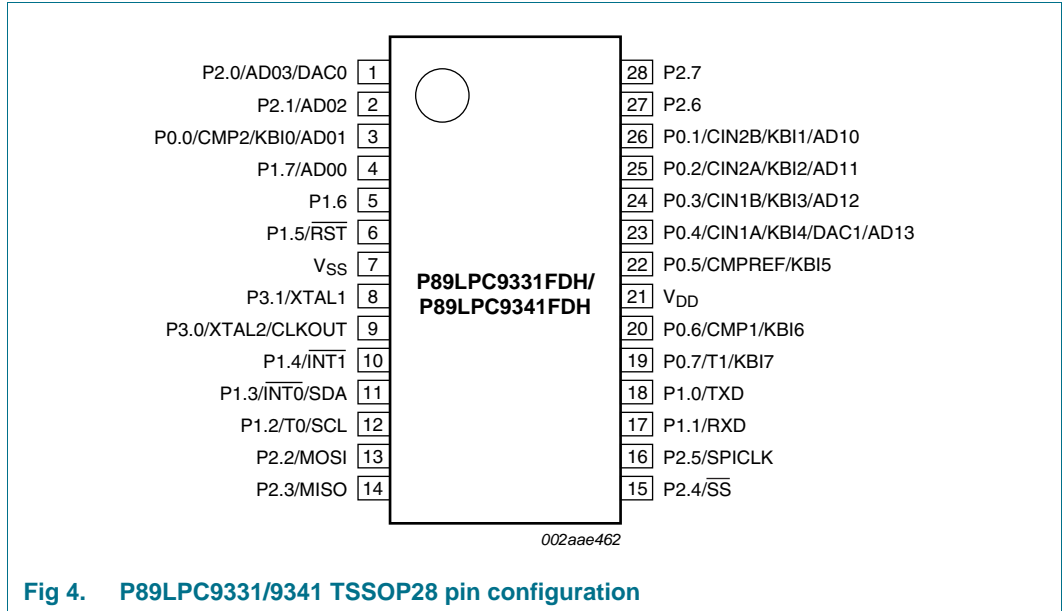 P2.0/AD03/DAC0 1
P2.1/AD02 2
P0.0/CMP2/KBI0/AD01 3
P1.7/AD00 4
P1.6 5
P1.5/R̅S̅T̅ 6
VSS 7
P3.1/XTAL1 8
P3.0/XTAL2/CLKOUT 9
P1.4/I̅N̅T̅1̅ 10
P1.3/I̅N̅T̅0̅/SDA 11
P1.2/T0/SCL 12
P2.2/MOSI 13
P2.3/MISO 14
P89LPC9331FDH/
P89LPC9341FDH
28 P2.7
27 P2.6
26 P0.1/CIN2B/KBI1/AD10
25 P0.2/CIN2A/KBI2/AD11
24 P0.3/CIN1B/KBI3/AD12
23 P0.4/CIN1A/KBI4/DAC1/AD13
22 P0.5/CMPREF/KBI5
21 VDD
20 P0.6/CMP1/KBI6
19 P0.7/T1/KBI7
18 P1.0/TXD
17 P1.1/RXD
16 P2.5/SPICLK
15 P2.4/S̅S̅
002aae462
Fig 4. P89LPC9331/9341 TSSOP28 pin configuration